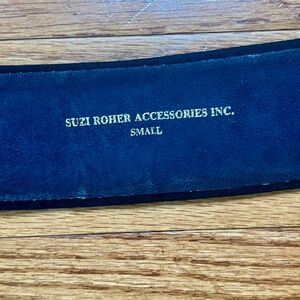 SUZI ROHER ACCESSORIES INC.
SMALL